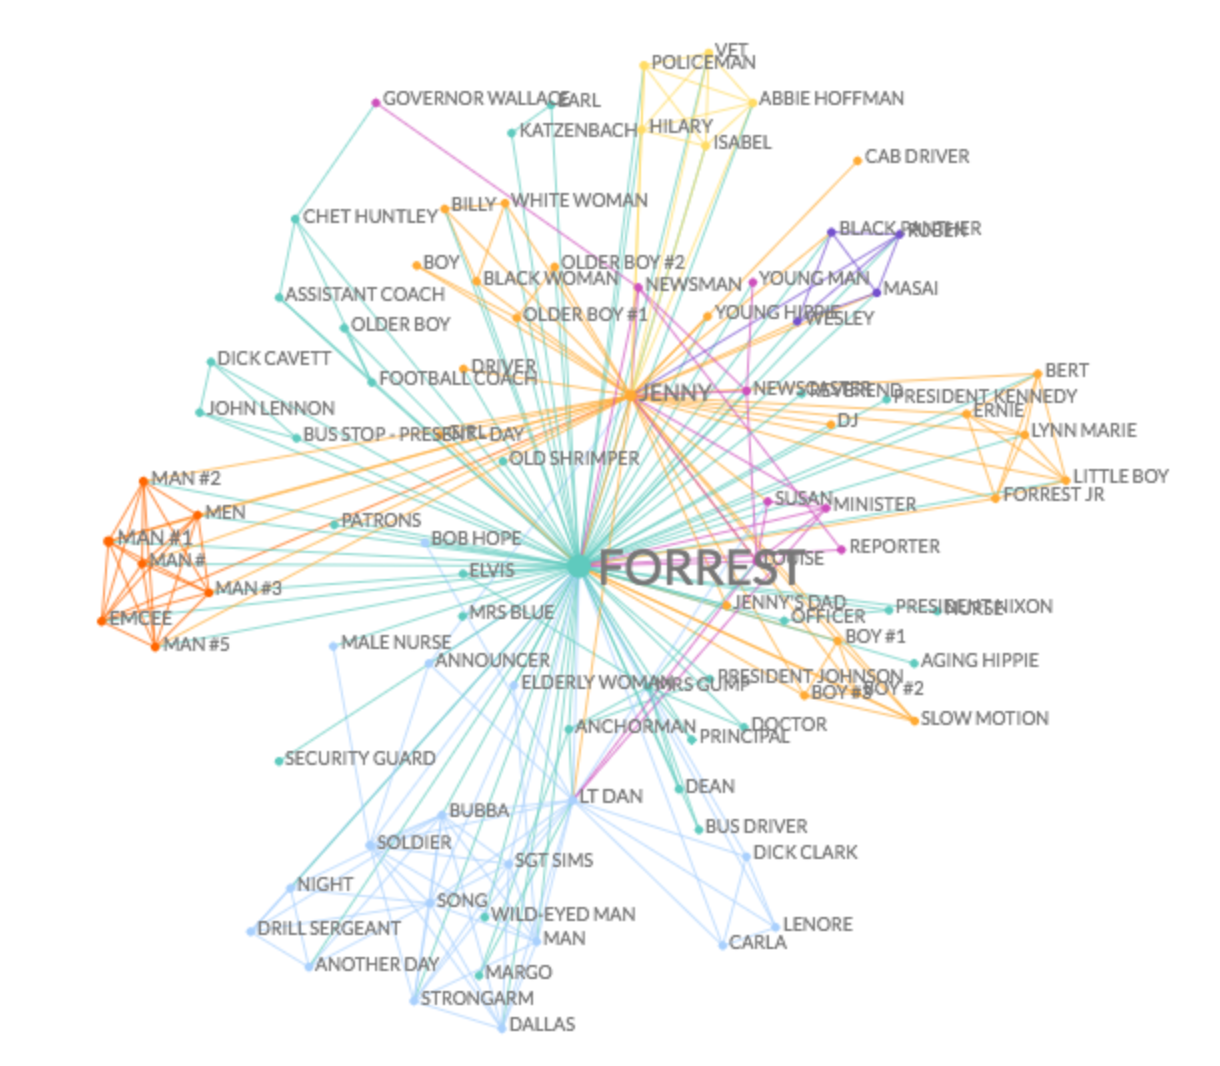 VET
POLICEMAN
GOVERNOR WALLACE
EARL
ABBIE HOFFMAN
KATZENBACH
HILARY
ISABEL
CAB DRIVER
BILLY
WHITE WOMAN
CHET HUNTLEY
BLACK PANTHER
RUBEN
BOY
OLDER BOY #2
BLACK WOMAN
NEWSMAN
YOUNG MAN
MASAI
ASSISTANT COACH
OLDER BOY #1
YOUNG HIPPIE
WESLEY
OLDER BOY
DICK CAVETT
DRIVER
FOOTBALL COACH
BERT
JENNY
NEWSCASTER
REVEREND
PRESIDENT KENNEDY
JOHN LENNON
ERNIE
DJ
BUS STOP - PRESENT DAY
GIRL
LYNN MARIE
OLD SHRIMPER
MAN #2
LITTLE BOY
FORREST JR
SUSAN
MINISTER
MEN
PATRONS
MAN #1
BOB HOPE
REPORTER
MAN #
LOUISE
FORREST
ELVIS
MAN #3
JENNY'S DAD
PRESIDENT NIXON
NURSE
MRS BLUE
EMCEE
OFFICER
MAN #5
MALE NURSE
BOY #1
ANNOUNCER
AGING HIPPIE
ELDERLY WOMAN
MRS GUMP
PRESIDENT JOHNSON
BOY #3
BOY #2
SLOW MOTION
ANCHORMAN
DOCTOR
PRINCIPAL
SECURITY GUARD
DEAN
LT DAN
BUBBA
BUS DRIVER
SOLDIER
DICK CLARK
SGT SIMS
NIGHT
SONG
WILD-EYED MAN
LENORE
DRILL SERGEANT
MAN
CARLA
ANOTHER DAY
MARGO
STRONGARM
DALLAS